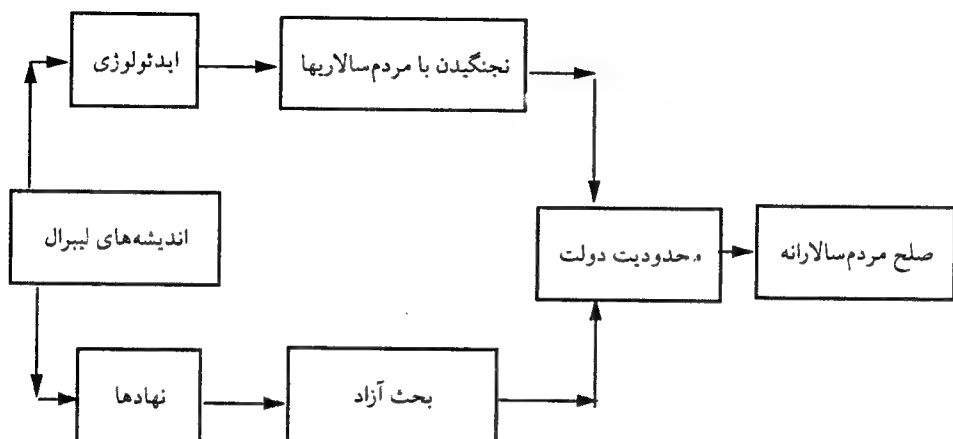 ایدئولوژی
نجنگیدن با مردم‌سالاریها
اندیشه‌های لیبرال
محدودیت دولت
صلح مردم‌سالارانه
نهادها
بحث آزاد